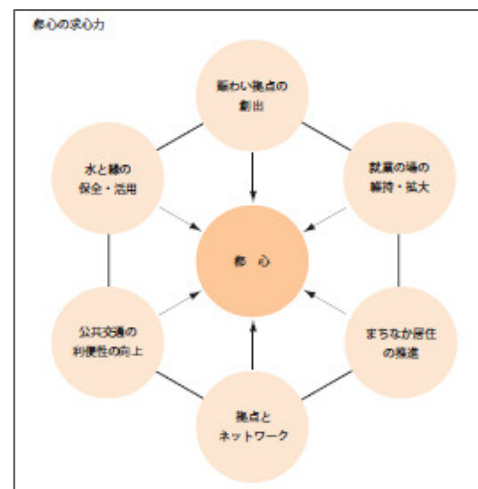 都心の求心力
賑わい拠点の
創出
水と緑の
保全・活用
就業の場の
維持・拡大
都 心
公共交通の
利便性の向上
まちなか居住
の推進
拠点と
ネットワーク